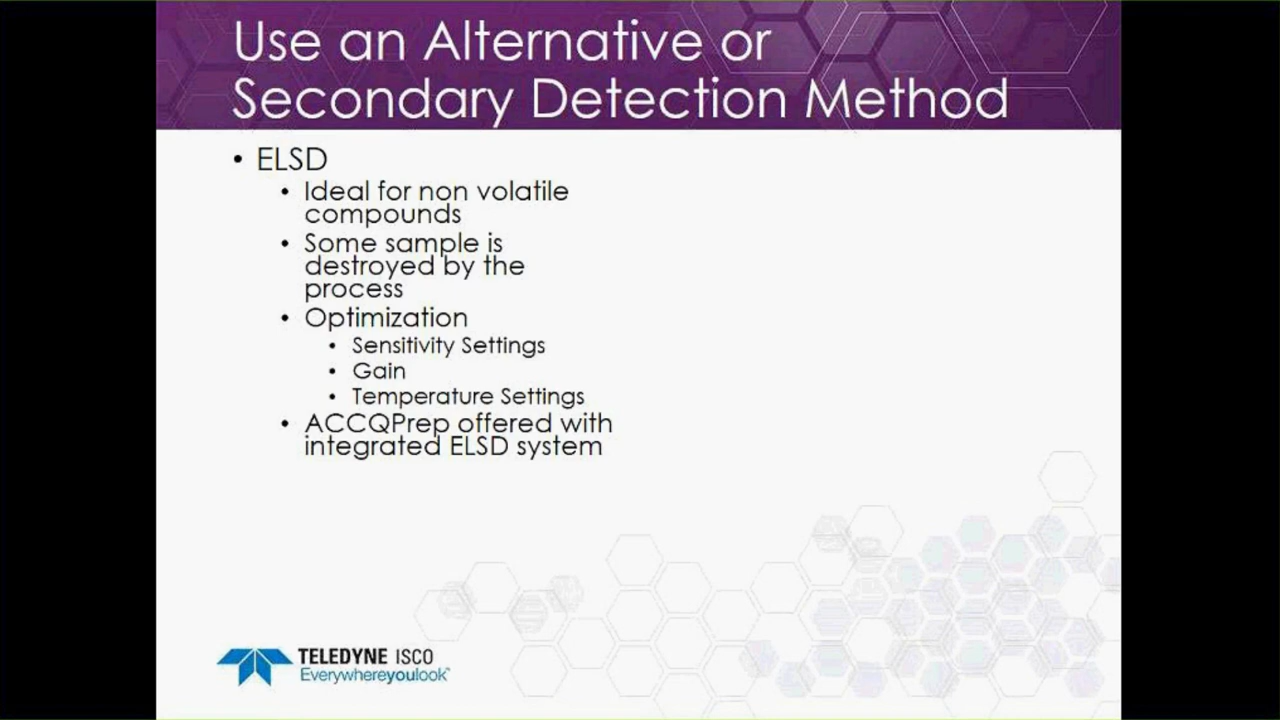 Use an Alternative or
Secondary Detection Method
• ELSD
• Ideal for non volatile
compounds
• Some sample is
destroyed by the
process
• Optimization
• Sensitivity Settings
• Gain
• Temperature Settings
• ACCQPrep offered with
integrated ELSD system
TELEDYNE ISCO
Everywhereyoulook™